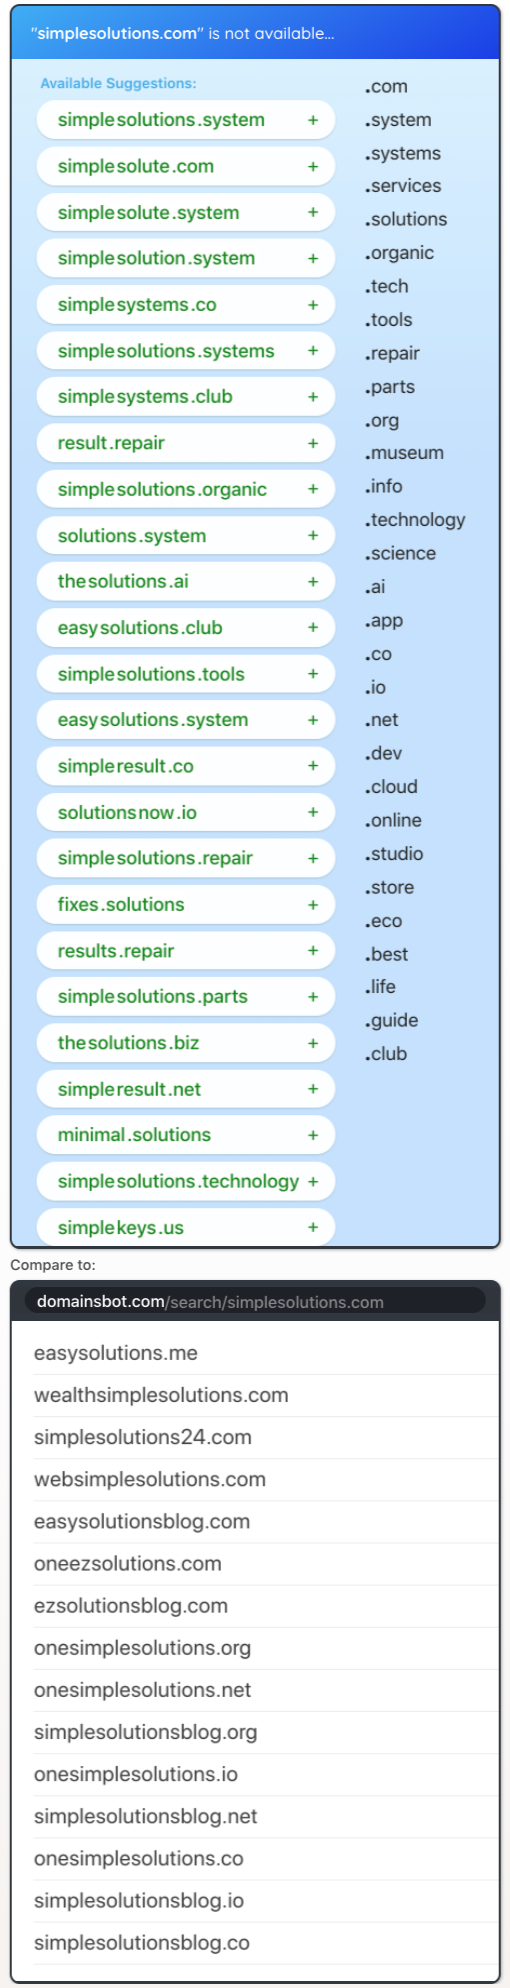 "simplesolutions.com" is not available...
Available Suggestions:
simplesolutions.system +
simplesolute.com +
simplesolute.system +
simplesolution.system +
simplesystems.co +
simplesolutions.systems +
simplesystems.club +
result.repair +
simplesolutions.organic +
solutions.system +
thesolutions.ai +
easysolutions.club +
simplesolutions.tools +
easysolutions.system +
simpleresult.co +
solutionsnow.io +
simplesolutions.repair +
fixes.solutions +
results.repair +
simplesolutions.parts +
thesolutions.biz +
simpleresult.net +
minimal.solutions +
simplesolutions.technology +
simplekeys.us +
.com
.system
.systems
.services
.solutions
.organic
.tech
.tools
.repair
.parts
.org
.museum
.info
.technology
.science
.ai
.app
.co
.io
.net
.dev
.cloud
.online
.studio
.store
.eco
.best
.life
.guide
.club
Compare to:
domainsbot.com/search/simplesolutions.com
easysolutions.me
wealthsimplesolutions.com
simplesolutions24.com
websimplesolutions.com
easysolutionsblog.com
oneezsolutions.com
ezsolutionsblog.com
onesimplesolutions.org
onesimplesolutions.net
simplesolutionsblog.org
onesimplesolutions.io
simplesolutionsblog.net
onesimplesolutions.co
simplesolutionsblog.io
simplesolutionsblog.co